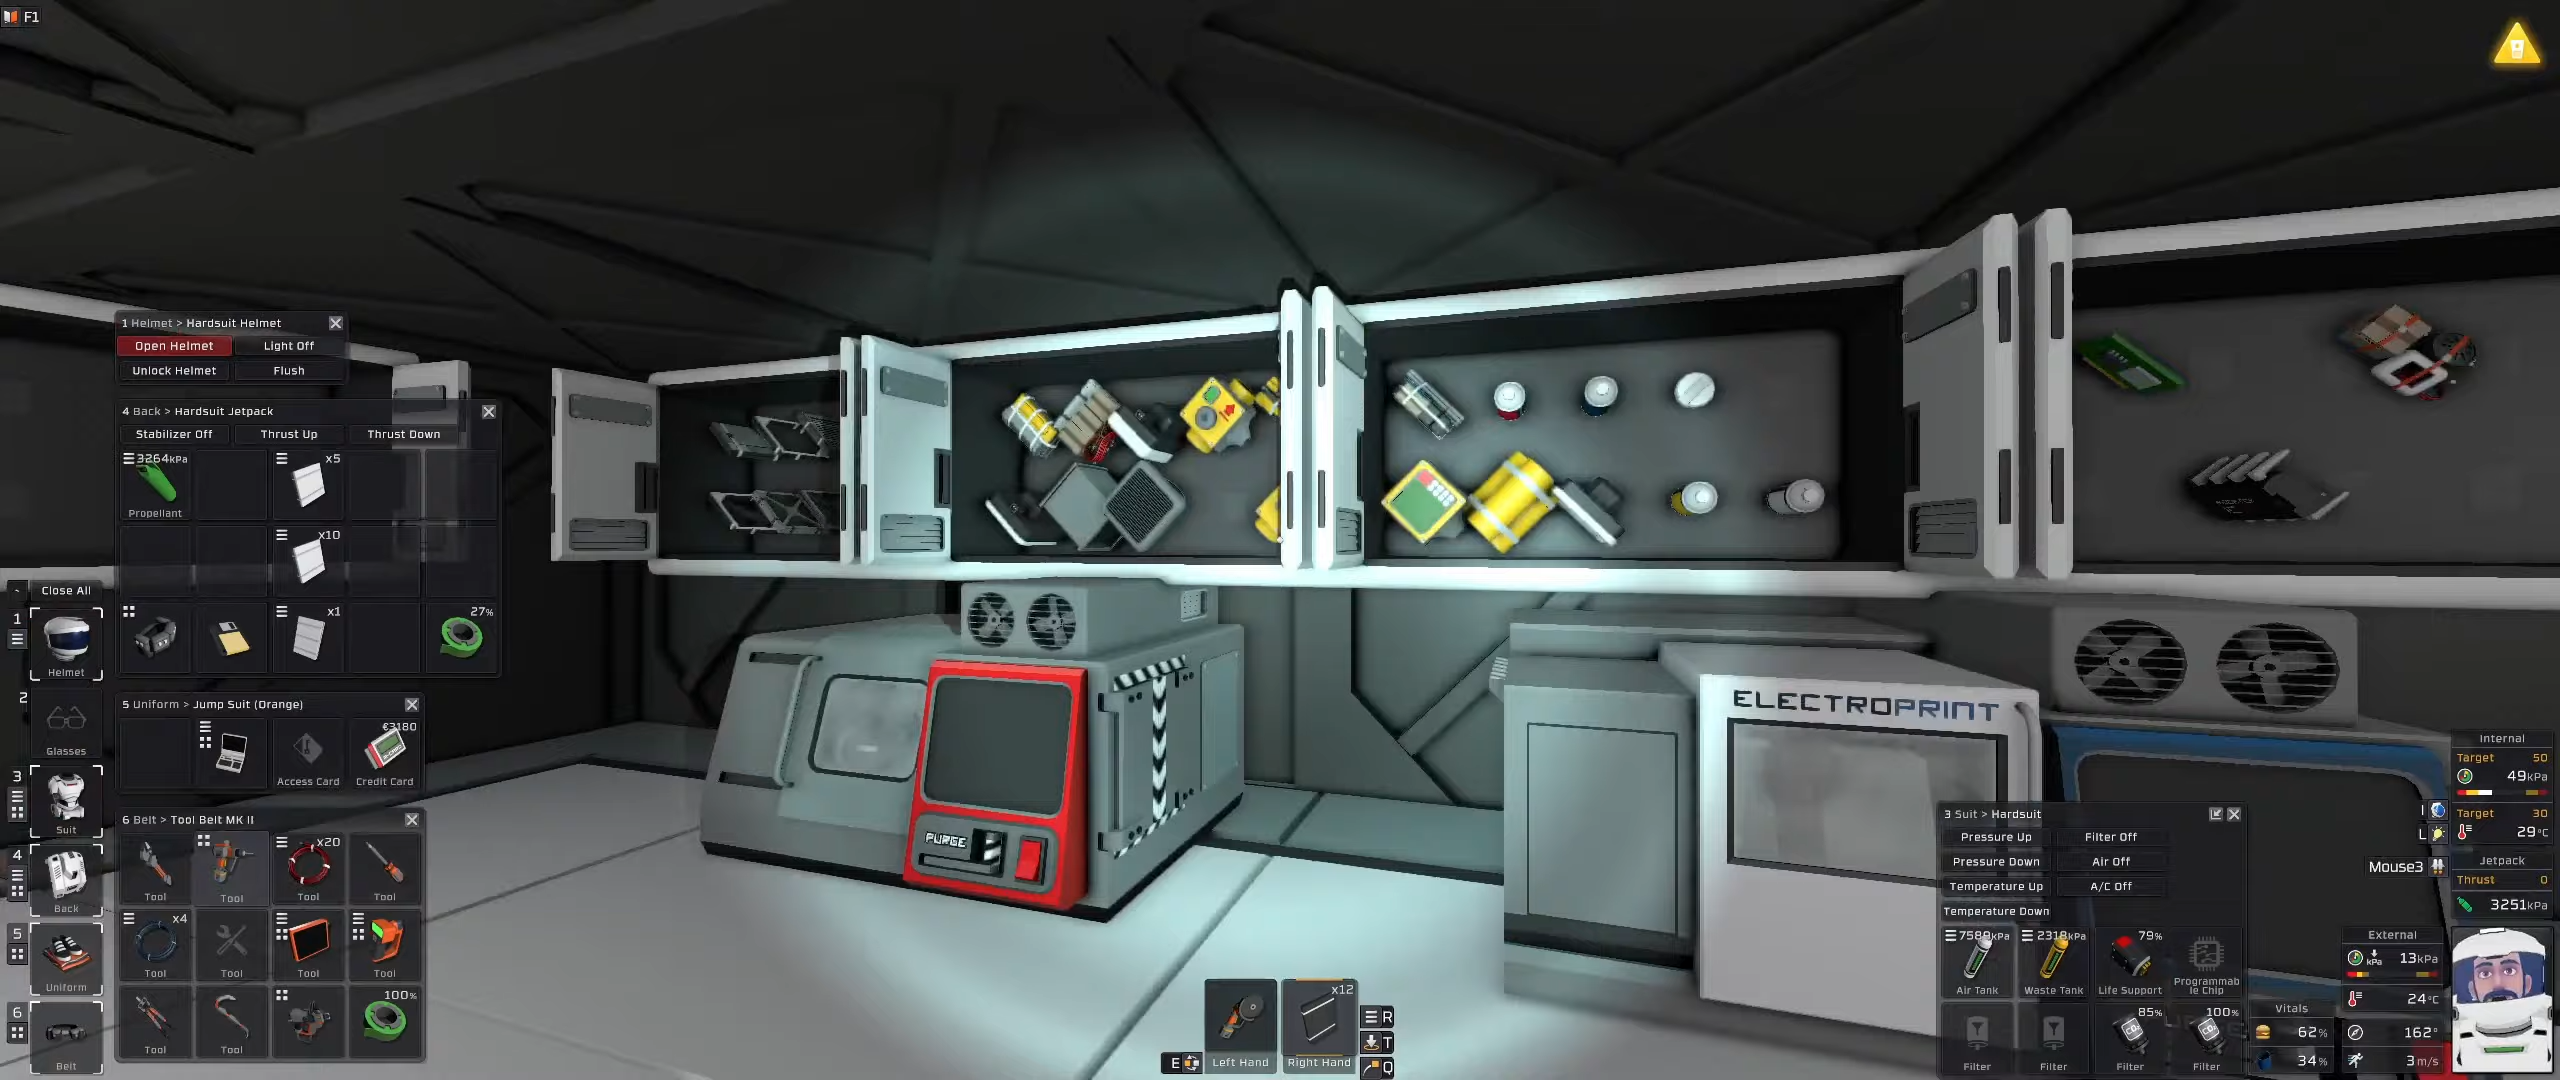 F1
1 Helmet > Hardsuit Helmet
Open Helmet
Light Off
Unlock Helmet
Flush
4 Back > Hardsuit Jetpack
Stabilizer Off
Thrust Up
Thrust Down
3264kPa
x5
Propellant
x10
x1
27%
~
Close All
1
Helmet
2
Glasses
3
Suit
4
Back
5
Uniform
6
Belt
5 Uniform > Jump Suit (Orange)
€3180
Access Card
Credit Card
6 Belt > Tool Belt MK II
x20
Tool
Tool
Tool
Tool
x4
Tool
Tool
Tool
Tool
100%
Tool
Tool
PURGE
ELECTROPRINT
x12
R
T
E
Left Hand
Right Hand
Q
3 Suit > Hardsuit
Pressure Up
Filter Off
Pressure Down
Air Off
Temperature Up
A/C Off
Temperature Down
7589kPa
2318kPa
79%
Air Tank
Waste Tank
Life Support
Programmab
le Chip
85%
100%
Filter
Filter
Filter
Filter
Internal
Target 50
49kPa
Target 30
L
29°C
Mouse3
Jetpack
Thrust 0
3251kPa
External
kPa
13kPa
24°C
Vitals
62%
162°
34%
3m/s